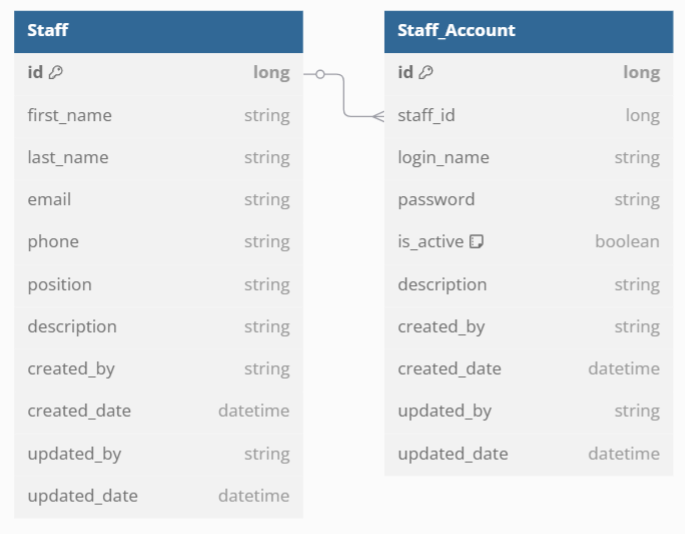 Staff
id long
first_name string
last_name string
email string
phone string
position string
description string
created_by string
created_date datetime
updated_by string
updated_date datetime
Staff_Account
id long
staff_id long
login_name string
password string
is_active boolean
description string
created_by string
created_date datetime
updated_by string
updated_date datetime